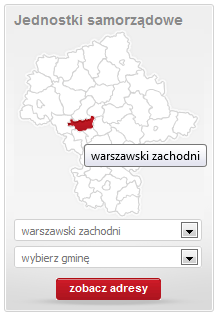 Jednostki samorządowe
warszawski zachodni
warszawski zachodni
wybierz gminę
zobacz adresy